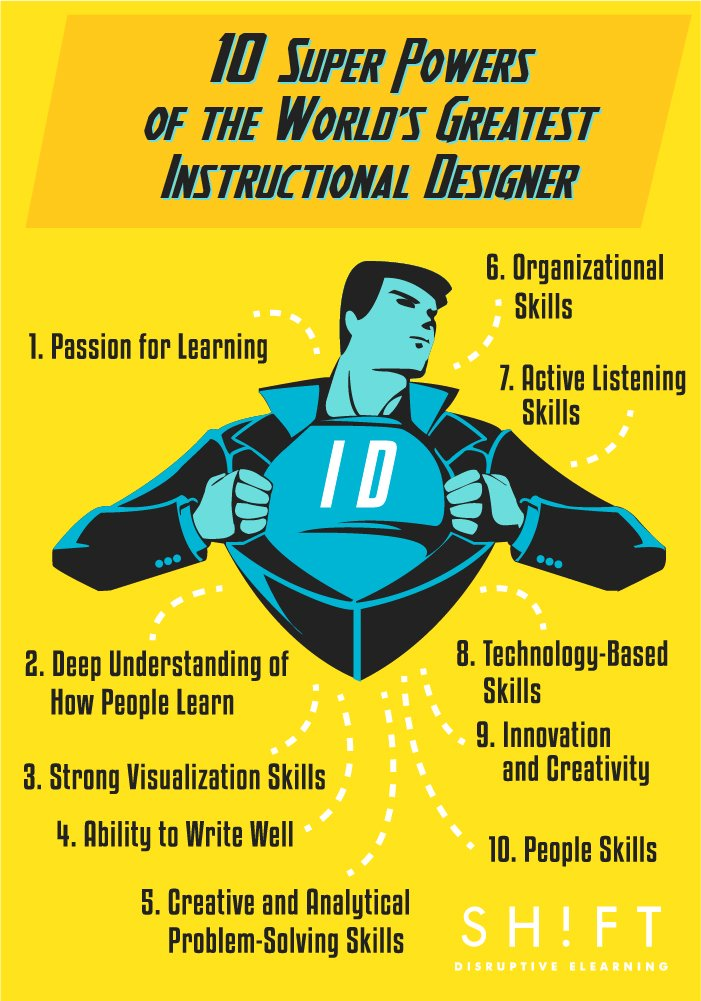 10 Super Powers
of the World's Greatest
Instructional Designer
1. Passion for Learning
2. Deep Understanding of
How People Learn
3. Strong Visualization Skills
4. Ability to Write Well
5. Creative and Analytical
Problem-Solving Skills
6. Organizational
Skills
7. Active Listening
Skills
8. Technology-Based
Skills
9. Innovation
and Creativity
10. People Skills
ID
SH!FT
DISRUPTIVE ELEARNING